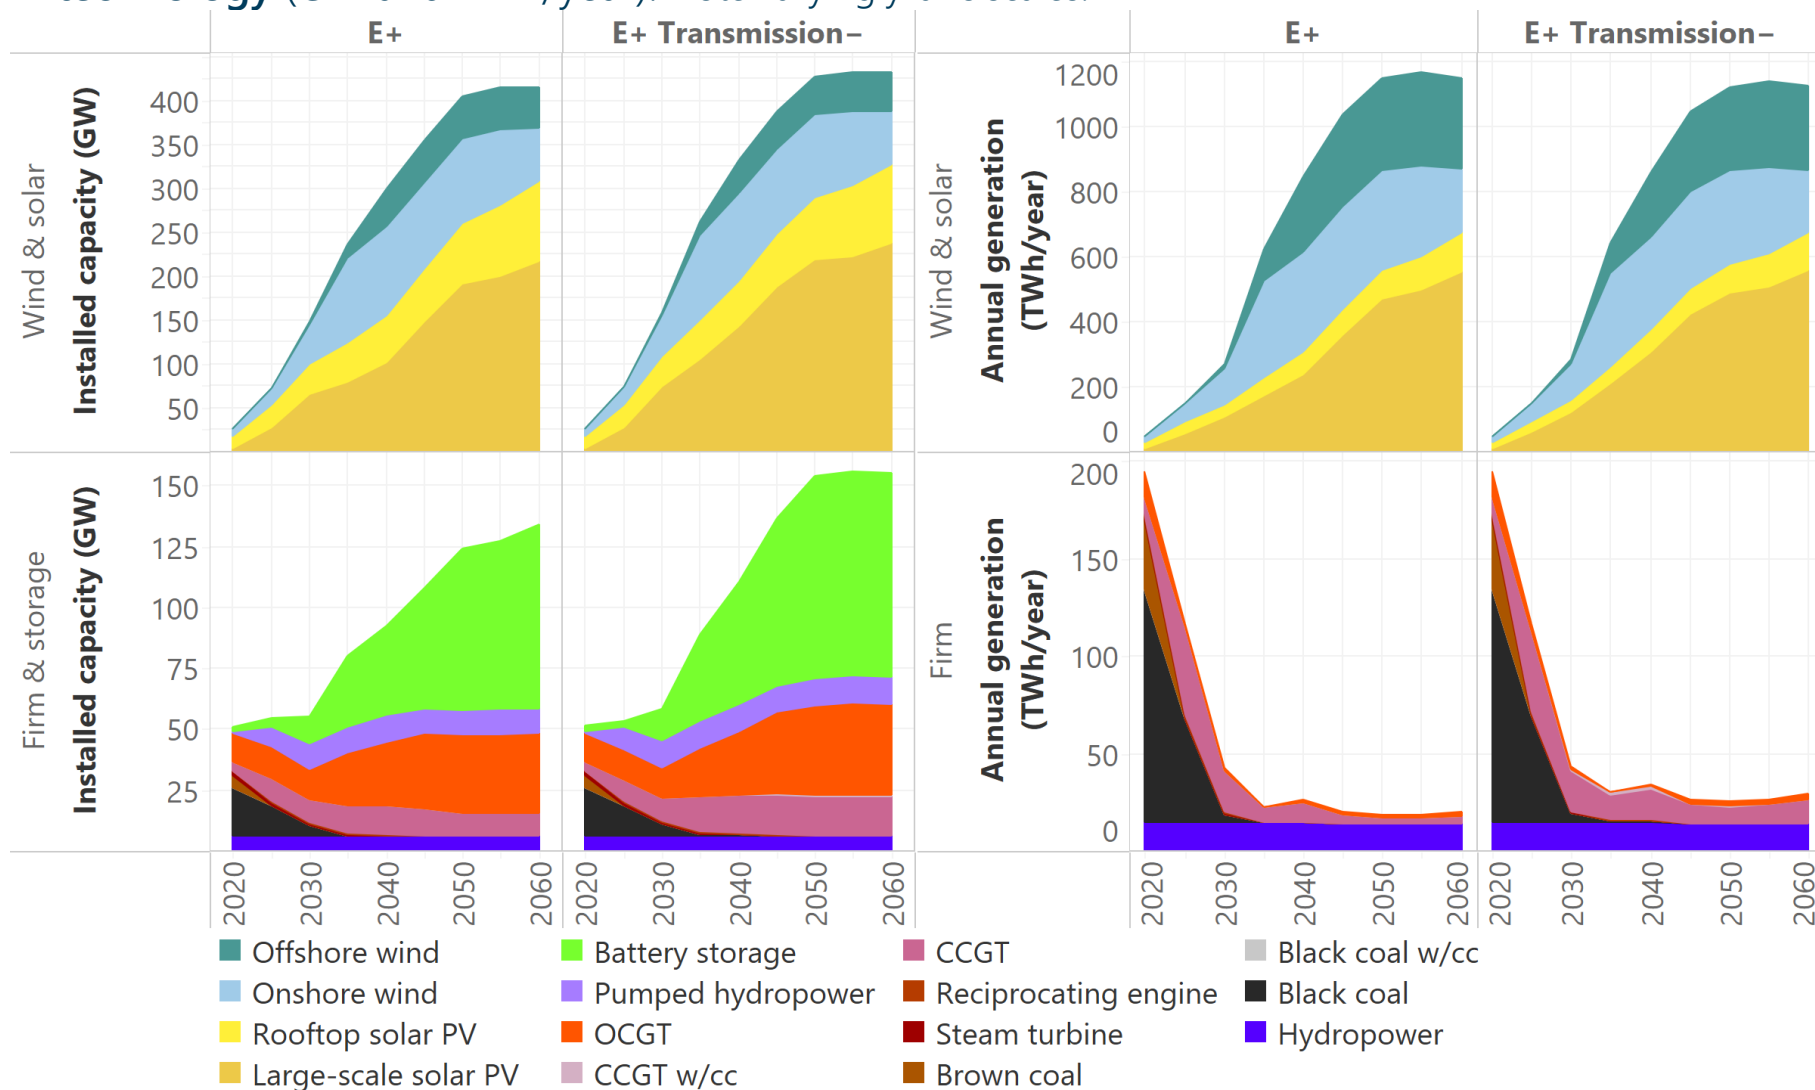 E+ E+ Transmission− E+ E+ Transmission−
Wind & solar
Installed capacity (GW)
400
350
300
250
200
150
100
50
Wind & solar
Annual generation
(TWh/year)
1200
1000
800
600
400
200
0
Firm & storage
Installed capacity (GW)
150
125
100
75
50
25
Firm
Annual generation
(TWh/year)
200
150
100
50
0
2020 2030 2040 2050 2060 2020 2030 2040 2050 2060 2020 2030 2040 2050 2060 2020 2030 2040 2050 2060
Offshore wind Battery storage CCGT Black coal w/cc
Onshore wind Pumped hydropower Reciprocating engine Black coal
Rooftop solar PV OCGT Steam turbine Hydropower
Large-scale solar PV CCGT w/cc Brown coal